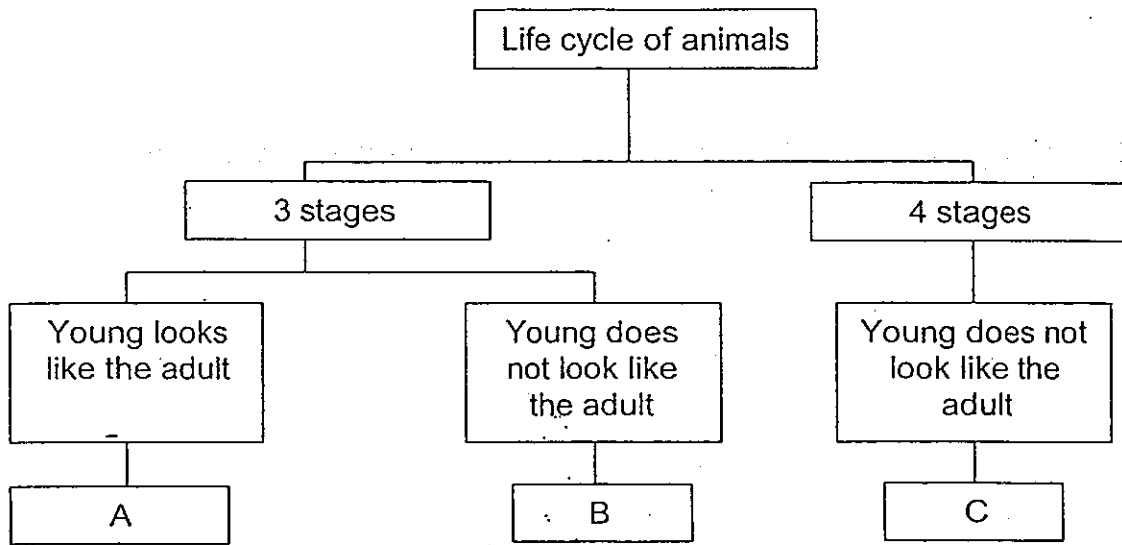 Life cycle of animals
3 stages
4 stages
Young looks
like the adult
Young does
not look like
the adult
Young does not
look like the
adult
A
B
C